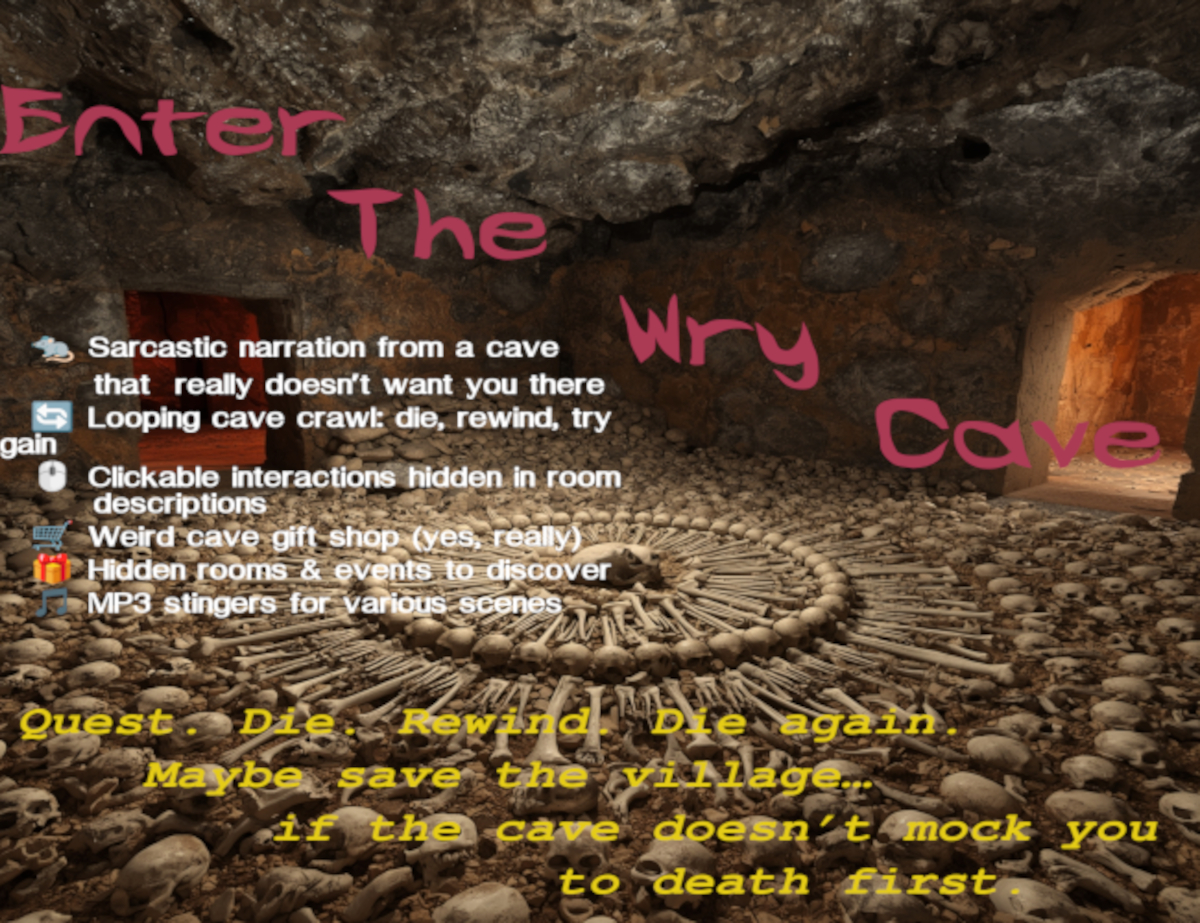 Enter
The
Wry
Cave
🐀 Sarcastic narration from a cave
that really doesn't want you there
🔄 Looping cave crawl: die, rewind, try
gain
🖱️ Clickable interactions hidden in room
descriptions
🛒 Weird cave gift shop (yes, really)
🎁 Hidden rooms & events to discover
🎵 MP3 stingers for various scenes
Quest. Die. Rewind. Die again.
Maybe save the village…
if the cave doesn't mock you
to death first.